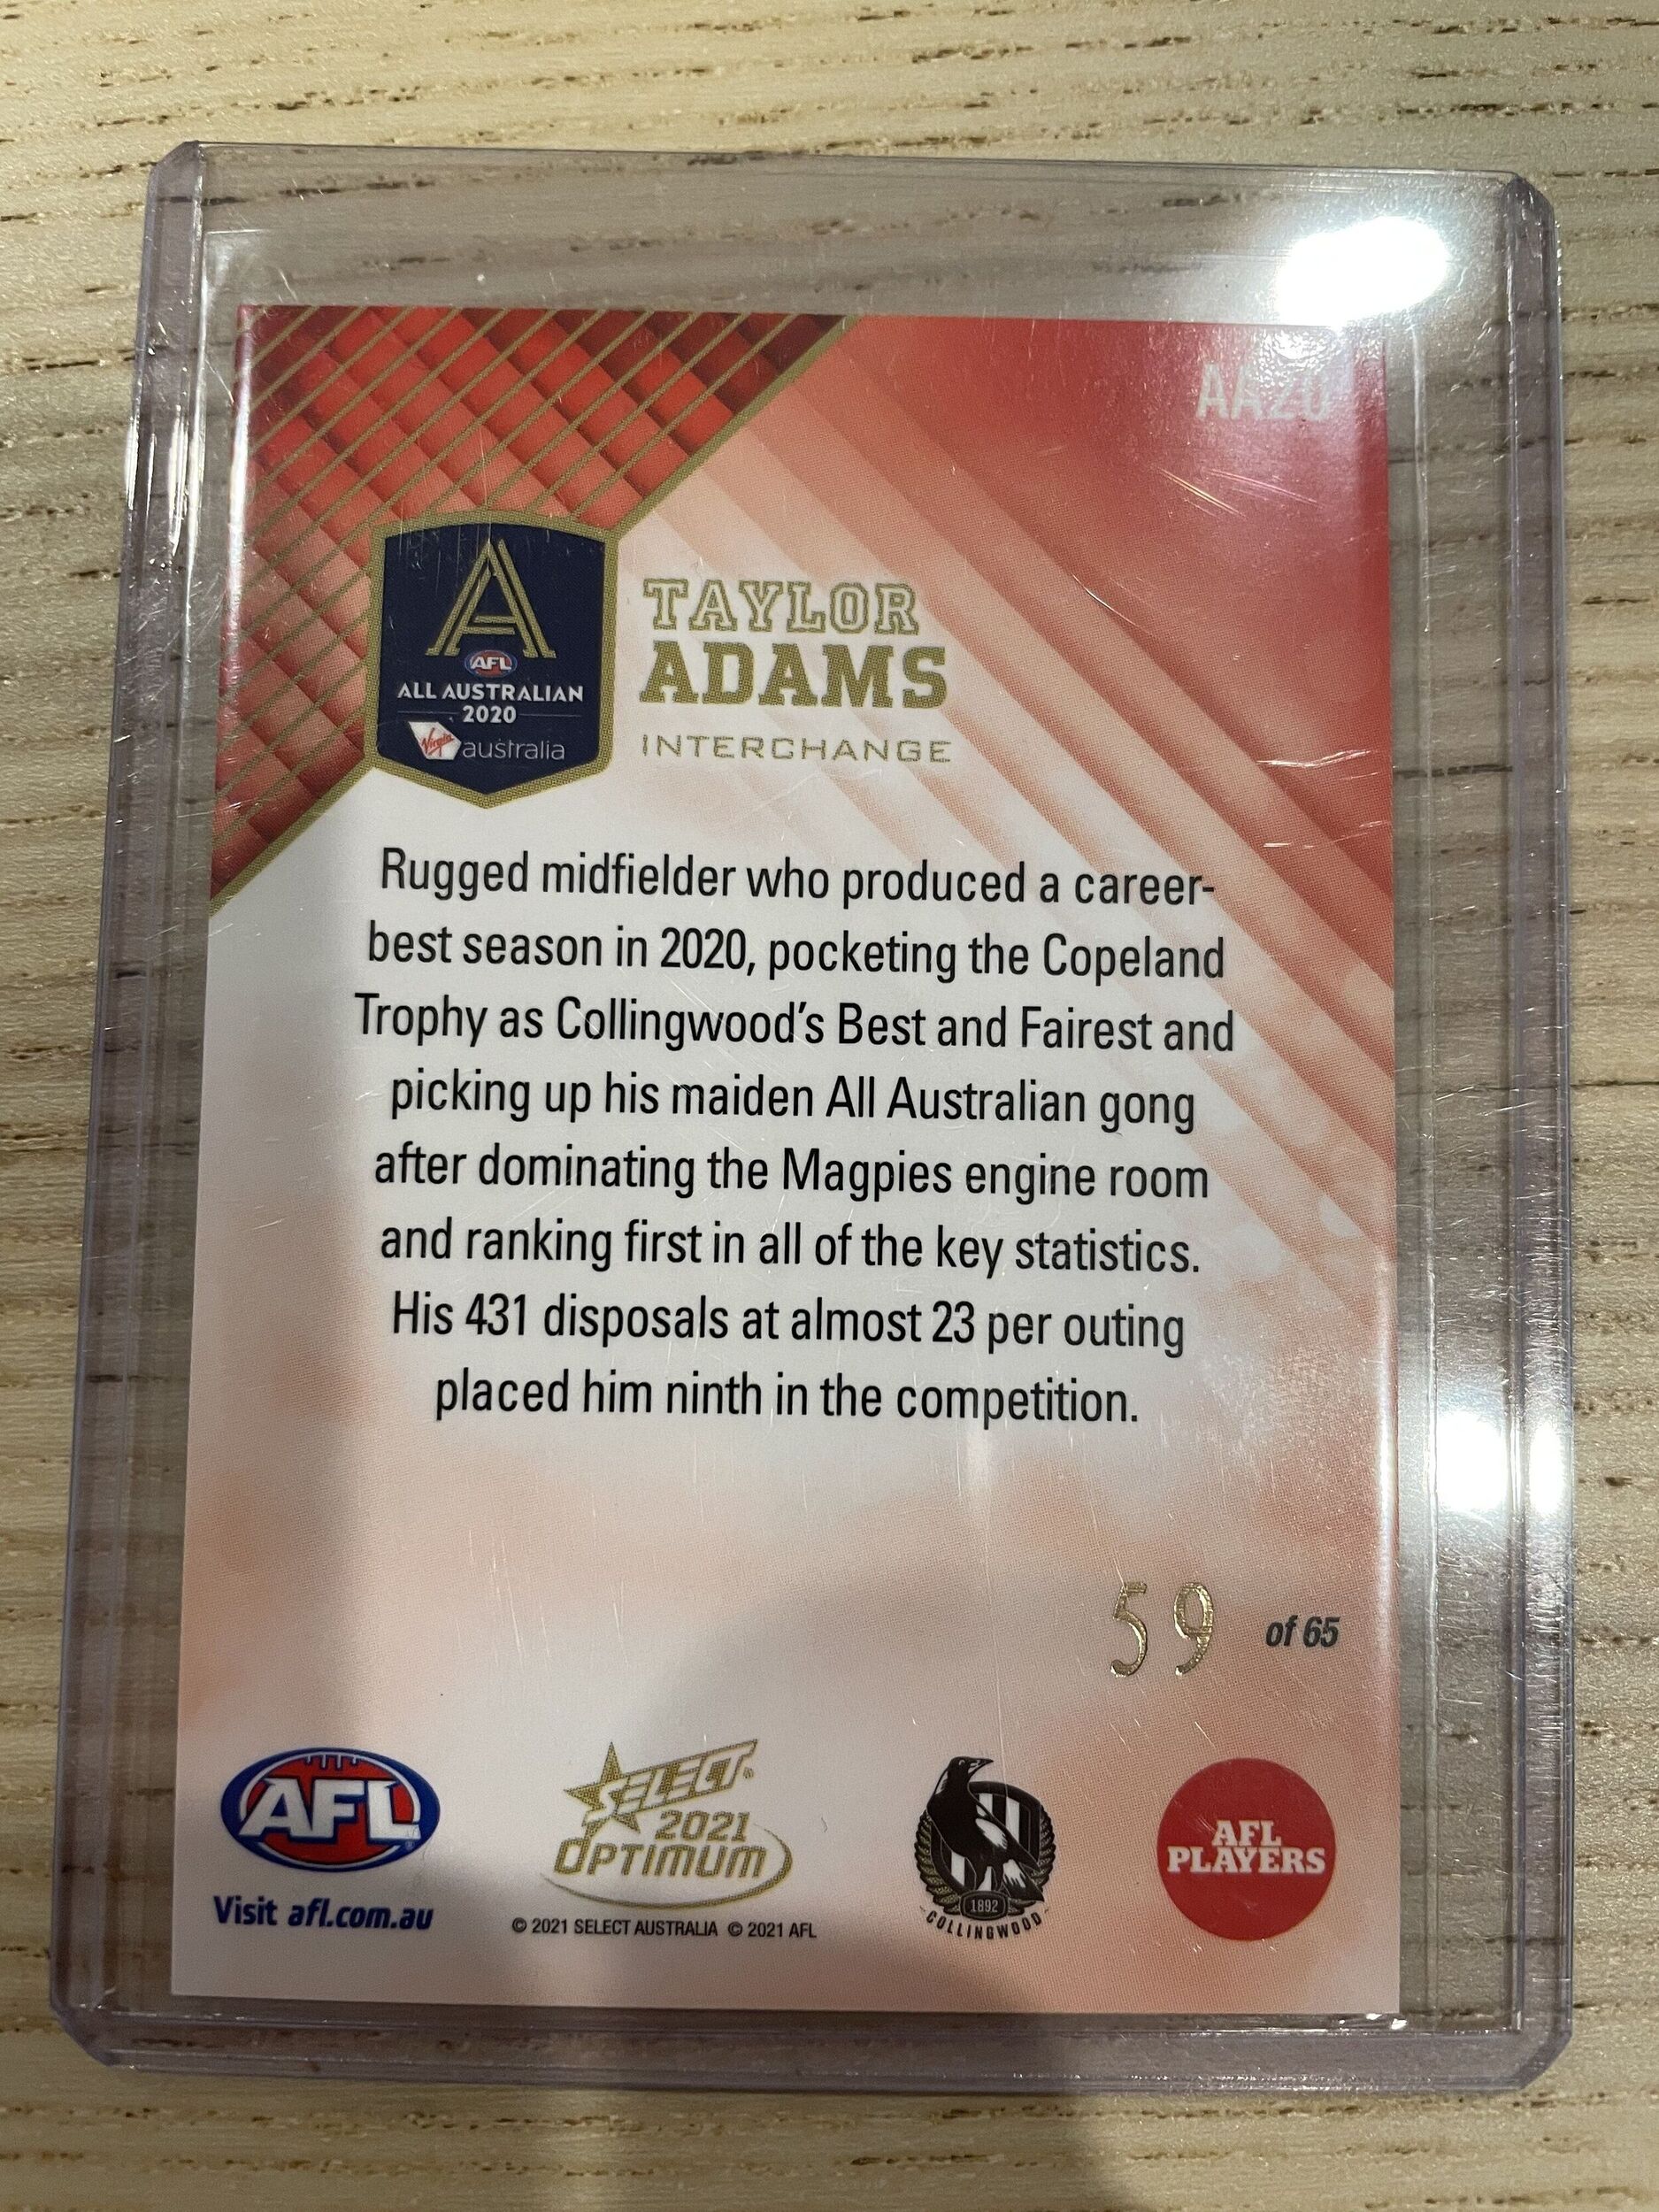 AA20
A
AFL
ALL AUSTRALIAN
2020
Virgin australia
TAYLOR
ADAMS
INTERCHANGE
Rugged midfielder who produced a career-
best season in 2020, pocketing the Copeland
Trophy as Collingwood's Best and Fairest and
picking up his maiden All Australian gong
after dominating the Magpies engine room
and ranking first in all of the key statistics.
His 431 disposals at almost 23 per outing
placed him ninth in the competition.
59 of 65
AFL
Visit afl.com.au
SELECT
2021
OPTIMUM
© 2021 SELECT AUSTRALIA © 2021 AFL
1892
COLLINGWOOD
AFL
PLAYERS